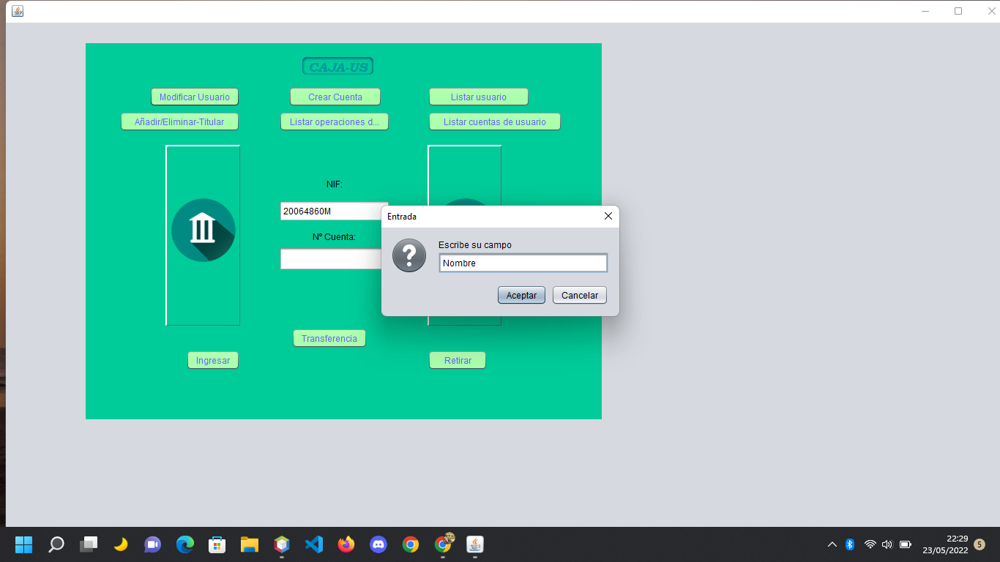 CAJA-US
Modificar Usuario
Crear Cuenta
Listar usuario
Añadir/Eliminar-Titular
Listar operaciones d...
Listar cuentas de usuario
NIF:
20064860M
Nº Cuenta:
Entrada
Escribe su campo
Nombre
Aceptar
Cancelar
Transferencia
Ingresar
Retirar
22:29
23/05/2022
5